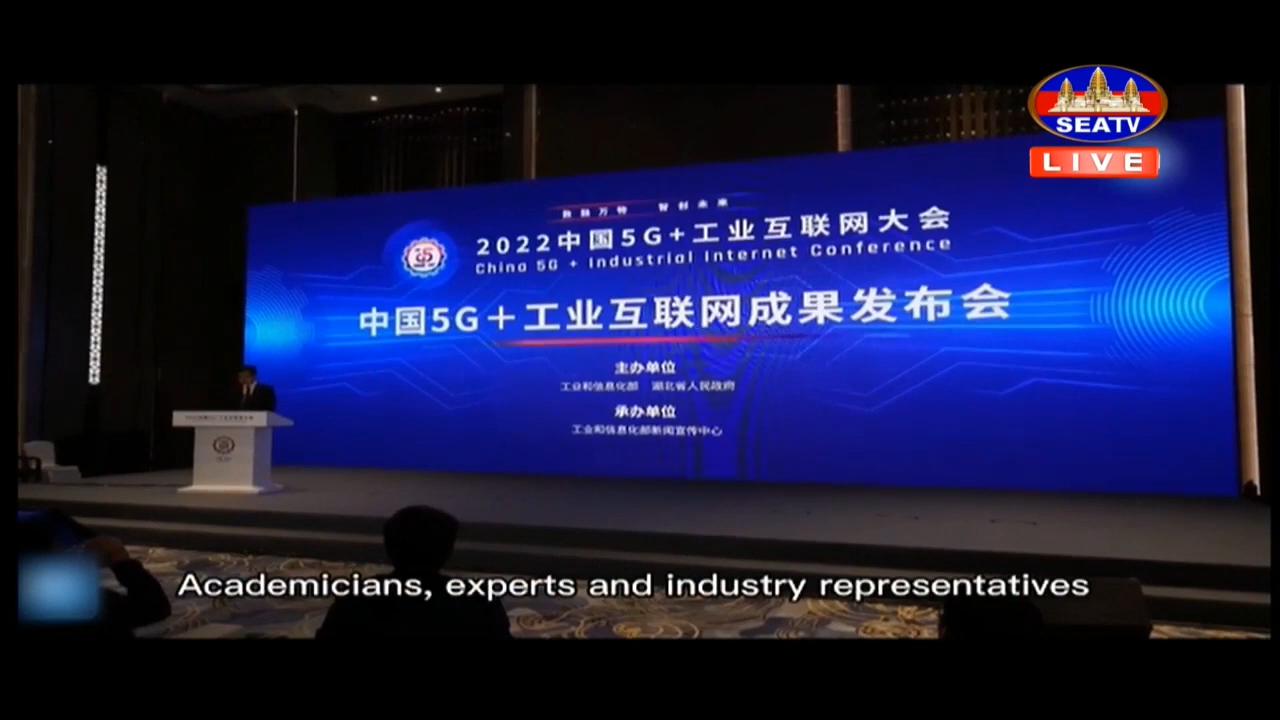 SEATV
LIVE
数融万物 智创未来
2022中国5G+工业互联网大会
China 5G + Industrial Internet Conference
中国5G+工业互联网成果发布会
主办单位
工业和信息化部 湖北省人民政府
承办单位
工业和信息化部新闻宣传中心
Academicians, experts and industry representatives